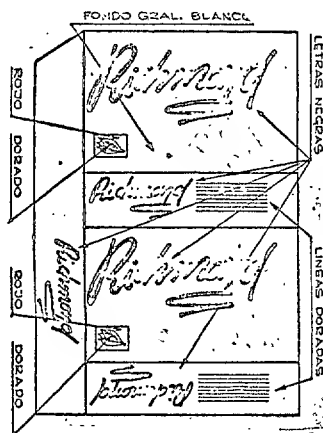 FONDO GRAL. BLANCO
LETRAS NEGRAS
Richmond
ROJO
DORADO
Richmond
LINEAS DORADAS
Richmond
Richmond
ROJO
DORADO
Richmond